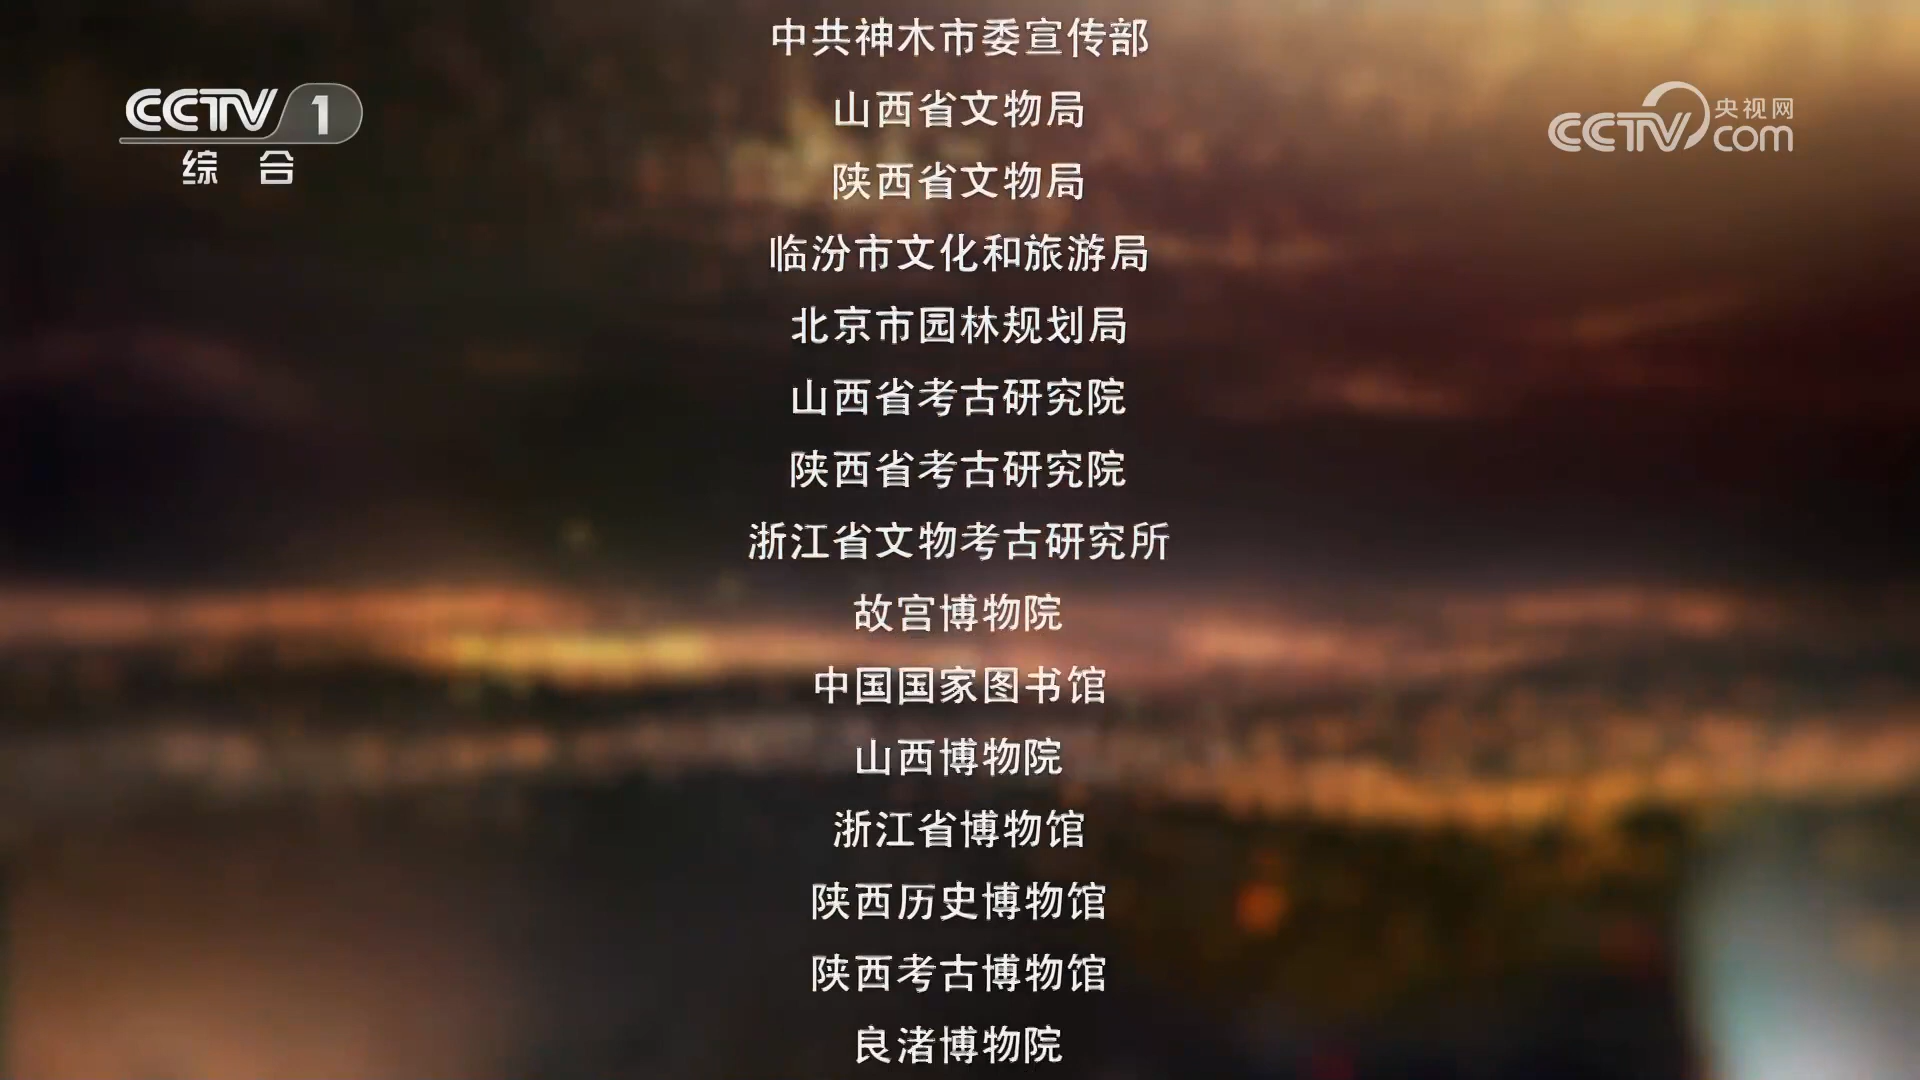 中共神木市委宣传部
CCTV 1
综 合
央视网
CCTV com
山西省文物局
陕西省文物局
临汾市文化和旅游局
北京市园林规划局
山西省考古研究院
陕西省考古研究院
浙江省文物考古研究所
故宫博物院
中国国家图书馆
山西博物院
浙江省博物馆
陕西历史博物馆
陕西考古博物馆
良渚博物院